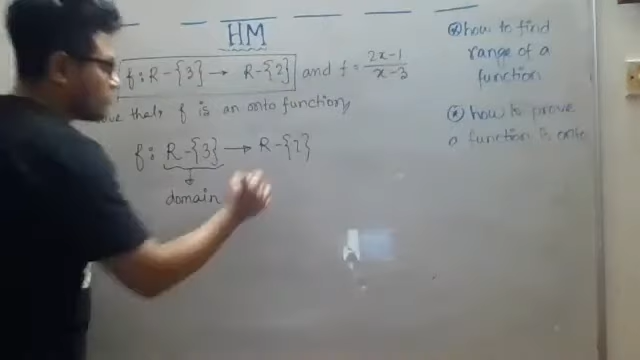 HM
f : R - {3} → R - {2} and f = 2x-1 / x-3
ove that, f is an onto function,
f : R - {3} → R - {2}
domain
* how to find
range of a
function
* how to prove
a function is onto